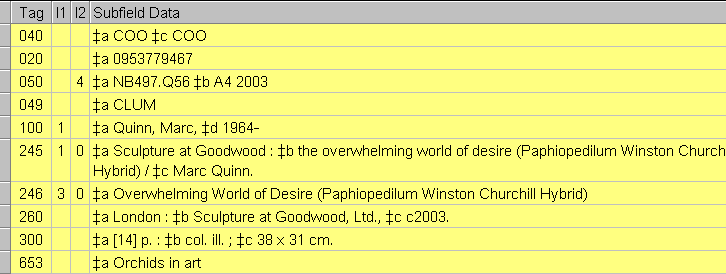 Tag I1 I2 Subfield Data
040 ‡a COO ‡c COO
020 ‡a 0953779467
050 4 ‡a NB497.Q56 ‡b A4 2003
049 ‡a CLUM
100 1 ‡a Quinn, Marc, ‡d 1964-
245 1 0 ‡a Sculpture at Goodwood : ‡b the overwhelming world of desire (Paphiopedilum Winston Church
Hybrid) / ‡c Marc Quinn.
246 3 0 ‡a Overwhelming World of Desire (Paphiopedilum Winston Churchill Hybrid)
260 ‡a London : ‡b Sculpture at Goodwood, Ltd., ‡c c2003.
300 ‡a [14] p. : ‡b col. ill. ; ‡c 38 × 31 cm.
653 ‡a Orchids in art